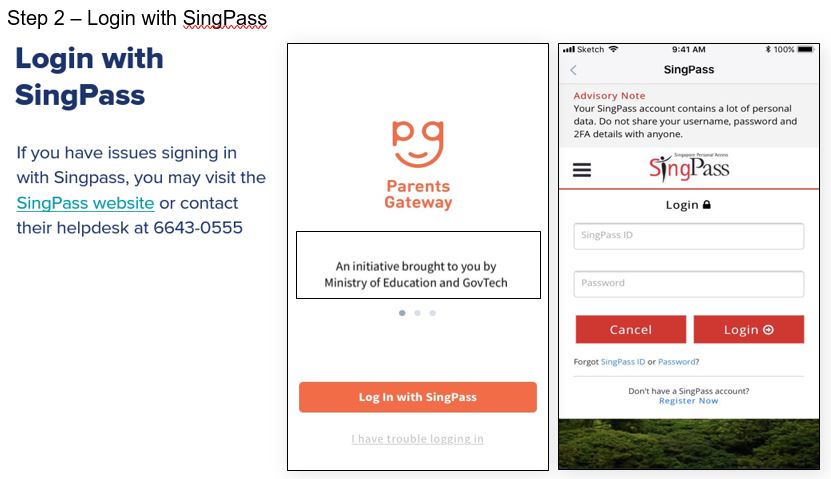 Step 2 – Login with SingPass
Login with
SingPass
If you have issues signing in
with Singpass, you may visit the
SingPass website or contact
their helpdesk at 6643-0555
pg
Parents
Gateway
An initiative brought to you by
Ministry of Education and GovTech
Log In with SingPass
I have trouble logging in
Sketch 9:41 AM 100%
SingPass
Advisory Note
Your SingPass account contains a lot of personal
data. Do not share your username, password and
2FA details with anyone.
Singapore Personal Access
SingPass
Login
SingPass ID
Password
Cancel Login
Forgot SingPass ID or Password?
Don't have a SingPass account?
Register Now